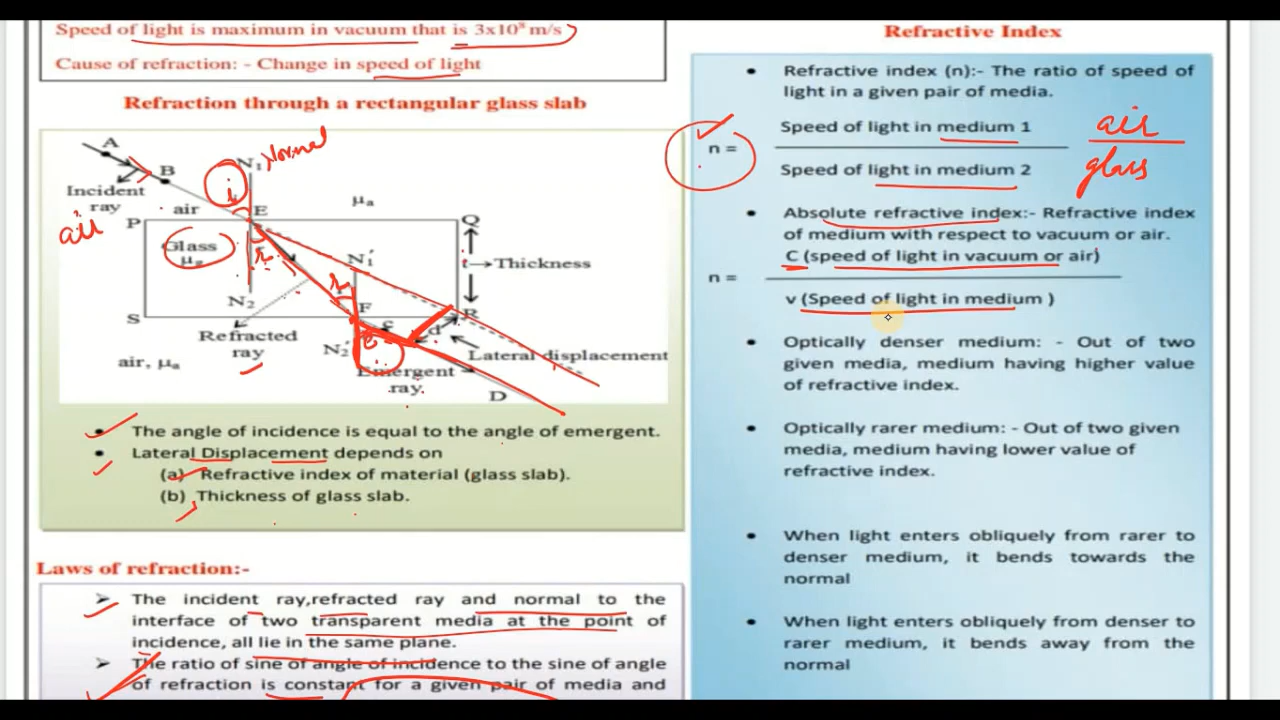 Speed of light is maximum in vacuum that is 3x10⁸ m/s
Cause of refraction: - Change in speed of light
Refraction through a rectangular glass slab
A
B
Incident
ray
air
air
N₁
Normal
i
E
μₐ
P
Q
Glass
r
N₁′
t→Thickness
N₂
r
F
S
R
Refracted
ray
e
c
d
N₂′
Lateral displacement
air, μₐ
Emergent
ray
D
The angle of incidence is equal to the angle of emergent.
Lateral Displacement depends on
(a) Refractive index of material (glass slab).
(b) Thickness of glass slab.
Laws of refraction:-
The incident ray,refracted ray and normal to the
interface of two transparent media at the point of
incidence, all lie in the same plane.
The ratio of sine of angle of incidence to the sine of angle
of refraction is constant for a given pair of media and
Refractive Index
Refractive index (n):- The ratio of speed of
light in a given pair of media.
Speed of light in medium 1
n =
Speed of light in medium 2
air
glass
Absolute refractive index:- Refractive index
of medium with respect to vacuum or air.
C (speed of light in vacuum or air)
n =
v (Speed of light in medium )
Optically denser medium: - Out of two
given media, medium having higher value
of refractive index.
Optically rarer medium: - Out of two given
media, medium having lower value of
refractive index.
When light enters obliquely from rarer to
denser medium, it bends towards the
normal
When light enters obliquely from denser to
rarer medium, it bends away from the
normal